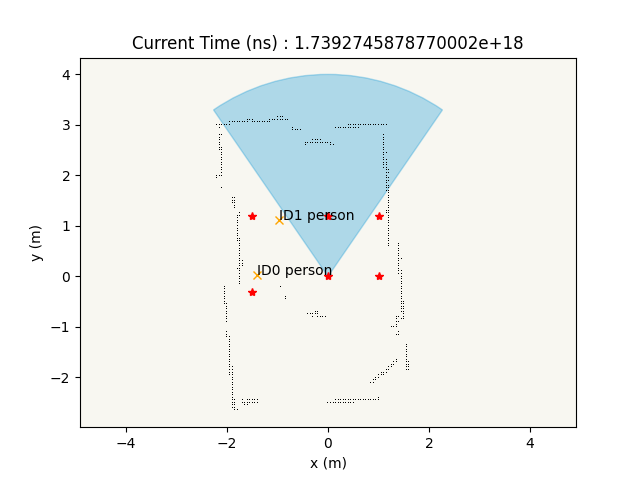 Current Time (ns) : 1.7392745878770002e+18
y (m)
4
3
2
1
0
−1
−2
ID1 person
ID0 person
−4
−2
0
2
4
x (m)